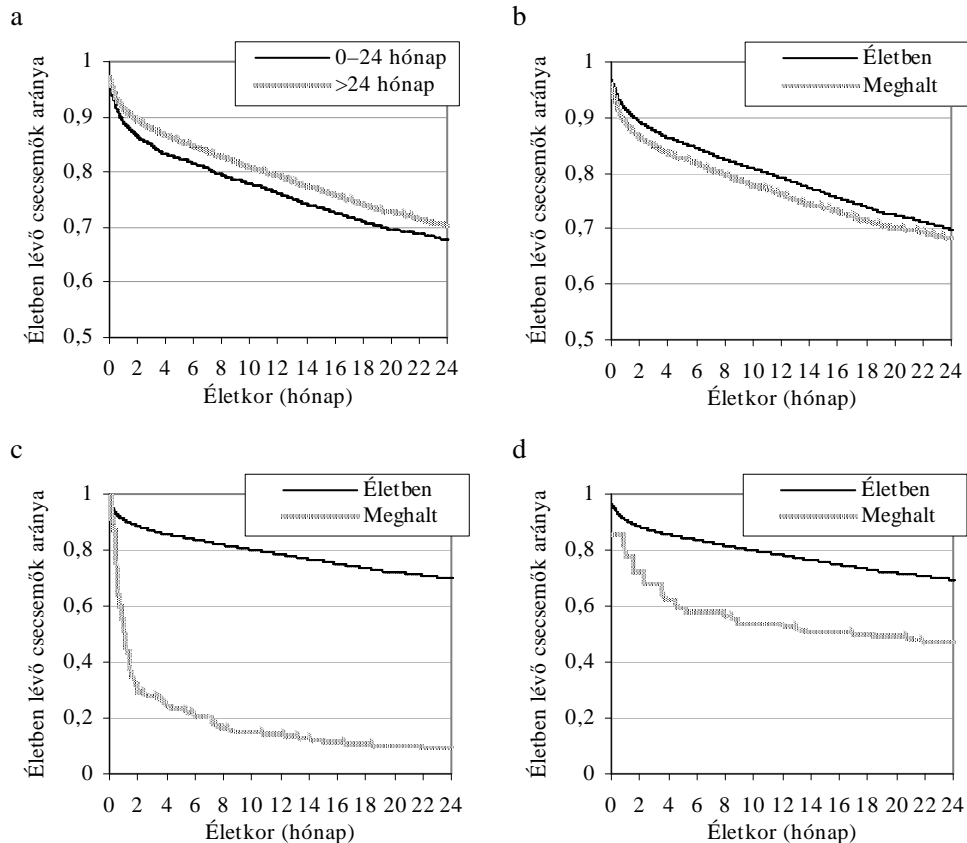 a
0–24 hónap
>24 hónap
Életben lévő csecsemők aránya
1
0,9
0,8
0,7
0,6
0,5
0 2 4 6 8 10 12 14 16 18 20 22 24
Életkor (hónap)
b
Életben
Meghalt
Életben lévő csecsemők aránya
1
0,9
0,8
0,7
0,6
0,5
0 2 4 6 8 10 12 14 16 18 20 22 24
Életkor (hónap)
c
Életben
Meghalt
Életben lévő csecsemők aránya
1
0,8
0,6
0,4
0,2
0
0 2 4 6 8 10 12 14 16 18 20 22 24
Életkor (hónap)
d
Életben
Meghalt
Életben lévő csecsemők aránya
1
0,8
0,6
0,4
0,2
0
0 2 4 6 8 10 12 14 16 18 20 22 24
Életkor (hónap)